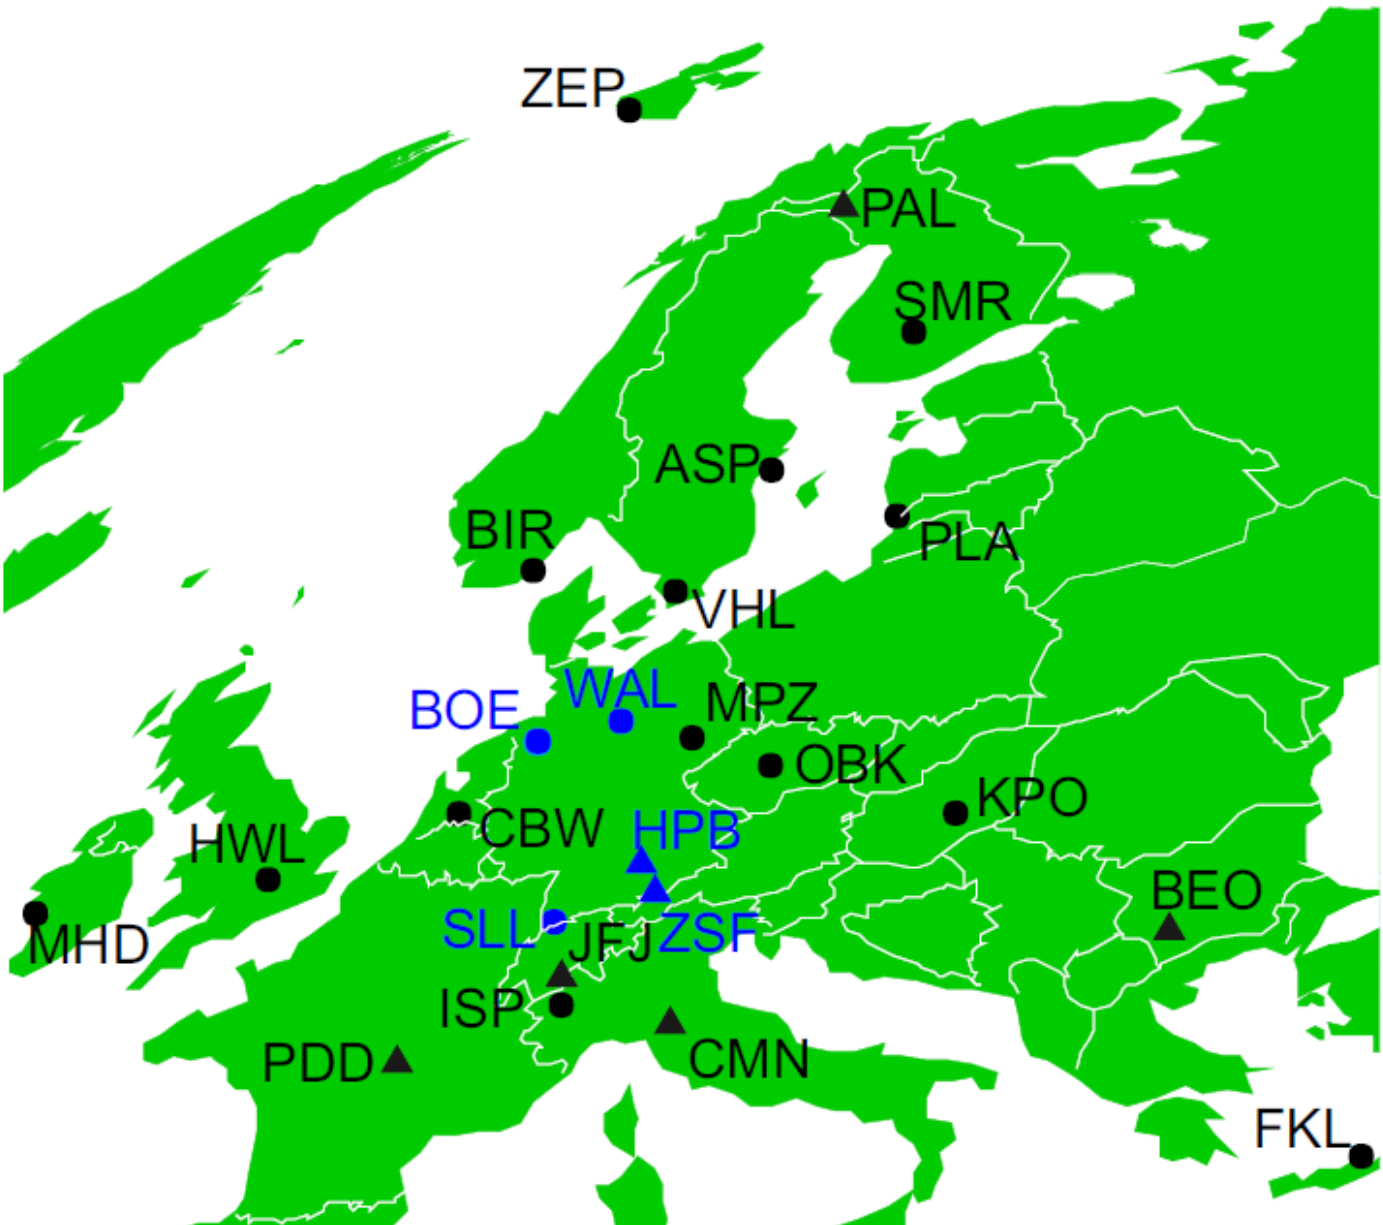 ZEP
PAL
SMR
ASP
BIR
PLA
VHL
WAL
BOE
MPZ
OBK
KPO
CBW
HPB
HWL
BEO
SLL
JFJ
ZSF
MHD
ISP
PDD
CMN
FKL